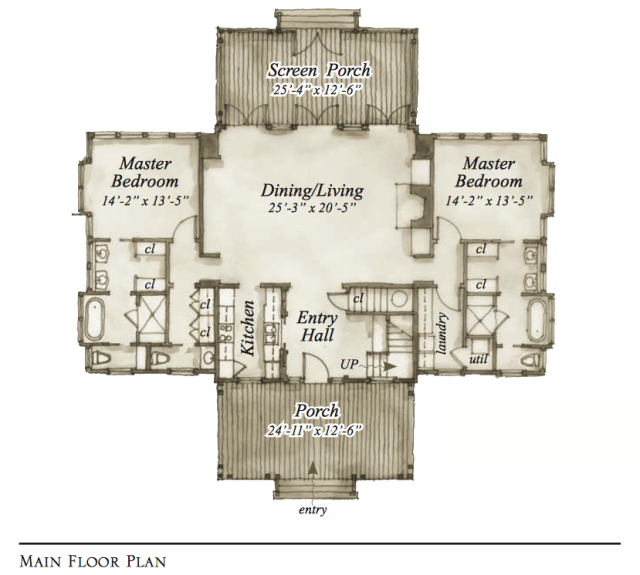 Screen Porch
25'-4" x 12'-6"
Master
Bedroom
14'-2" x 13'-5"
Dining/Living
25'-3" x 20'-5"
Master
Bedroom
14'-2" x 13'-5"
cl
cl
cl
cl
cl
cl
cl
Kitchen
Entry
Hall
laundry
UP
util
Porch
24'-11" x 12'-6"
entry
MAIN FLOOR PLAN